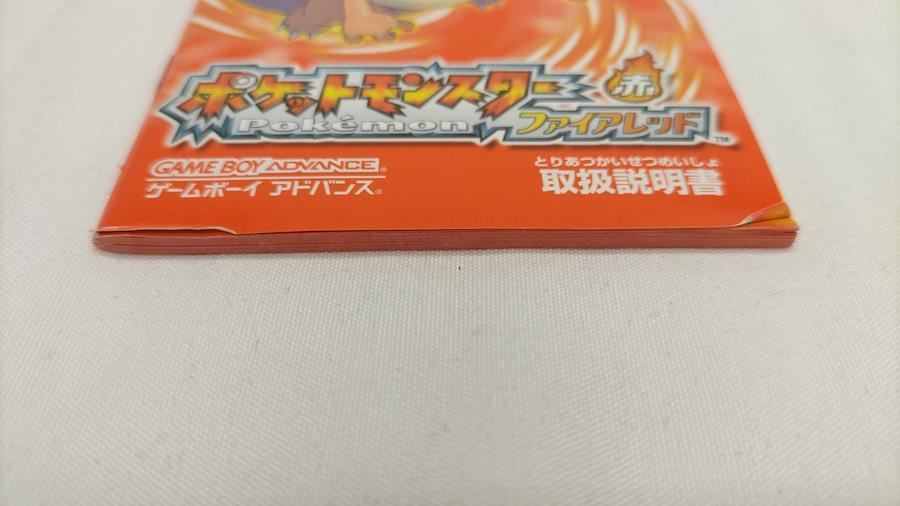 ポケットモンスター
赤
Pokémon ファイアレッド™
GAME BOY ADVANCE®
ゲームボーイ アドバンス®
とりあつかいせつめいしょ
取扱説明書